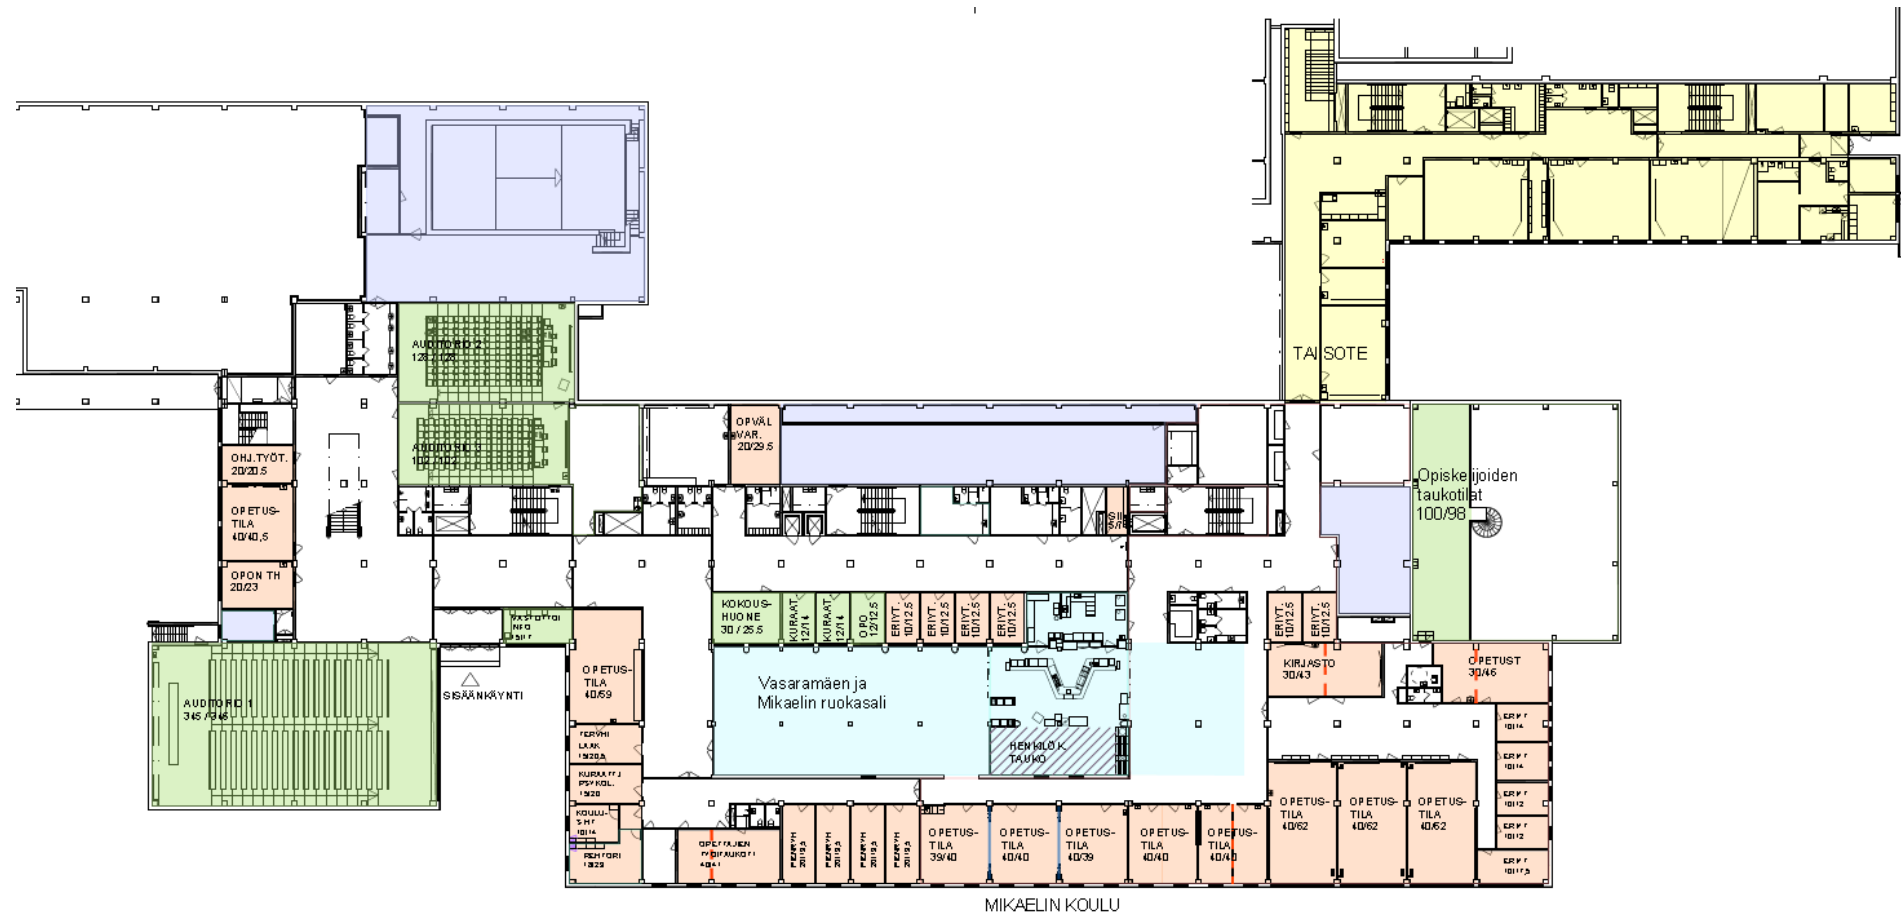 AUDITORIO 2
128 / 128
TAISOTE
OPVÄL
VAR.
20/29.5
AUDITORIO 3
102 / 102
OHJ.TYÖT.
20/20.5
OPETUS-
TILA
40/40,5
OPON TH
20/23
Opiskelijoiden
taukotilat
100/98
KOKOUS-
HUONE
30 / 25.5
KURAAT.
12/14
KURAAT.
12/14
OPO
12/12.5
ERIYT.
10/12.5
ERIYT.
10/12.5
ERIYT.
10/12.5
ERIYT.
10/12.5
ERIYT.
10/12.5
ERIYT.
10/12.5
OPETUS-
TILA
40/59
KIRJASTO
30/43
OPETUST
30/46
SISÄÄNKÄYNTI
AUDITORIO 1
345 / 345
Vasaramäen ja
Mikaelin ruokasali
HENKILÖK.
TAUKO
OPETUS-
TILA
40/62
OPETUS-
TILA
40/62
OPETUS-
TILA
40/62
OPETUS-
TILA
39/40
OPETUS-
TILA
40/40
OPETUS-
TILA
40/39
OPETUS-
TILA
40/40
OPETUS-
TILA
40/40
REHTORI
MIKAELIN KOULU